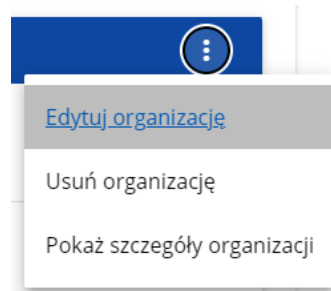 Edytuj organizację
Usuń organizację
Pokaż szczegóły organizacji